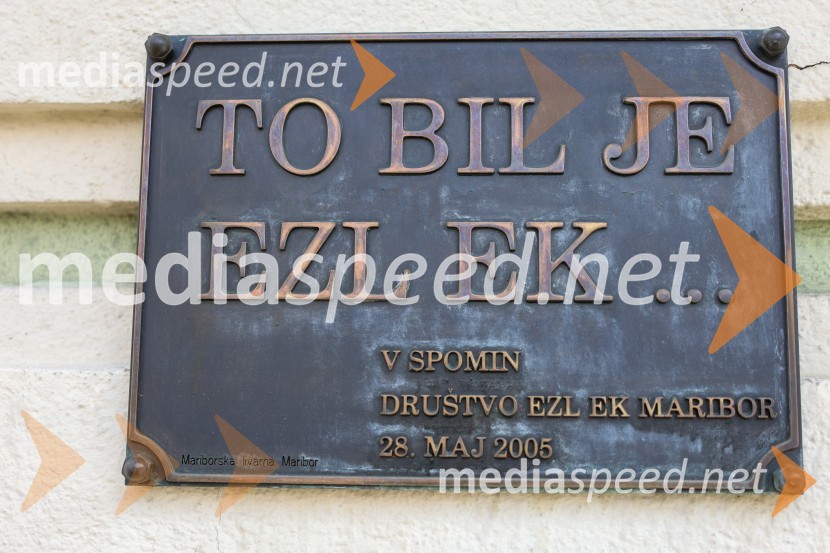 mediaspeed.net
TO BIL JE
EZL EK ...
mediaspeed.net
V SPOMIN
DRUŠTVO EZL EK MARIBOR
28. MAJ 2005
Mariborska livarna Maribor
mediaspeed.net